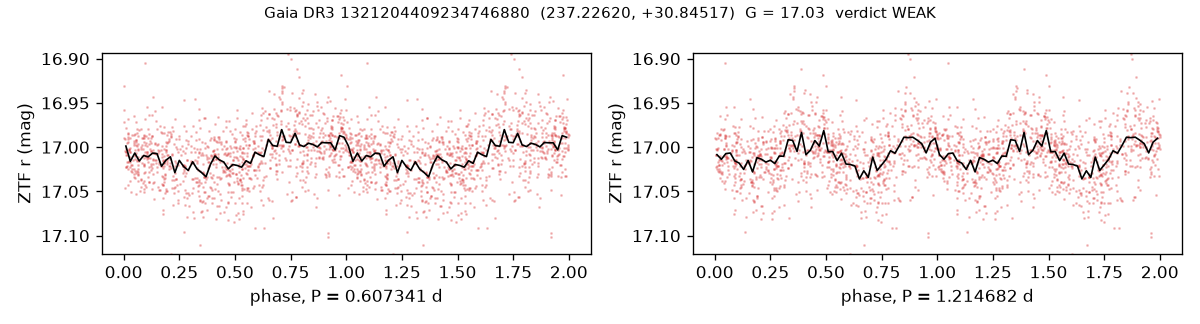 Gaia DR3 1321204409234746880 (237.22620, +30.84517) G = 17.03 verdict WEAK
ZTF r (mag)
16.90
16.95
17.00
17.05
17.10
0.00 0.25 0.50 0.75 1.00 1.25 1.50 1.75 2.00
phase, P = 0.607341 d
ZTF r (mag)
16.90
16.95
17.00
17.05
17.10
0.00 0.25 0.50 0.75 1.00 1.25 1.50 1.75 2.00
phase, P = 1.214682 d